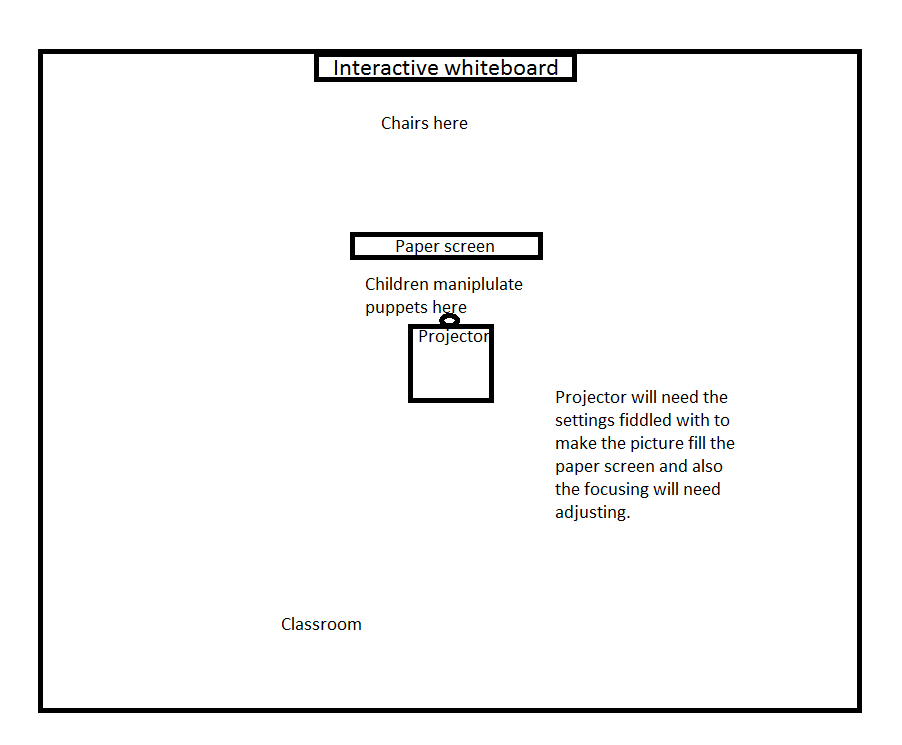 Interactive whiteboard
Chairs here
Paper screen
Children maniplulate
puppets here
Projector
Projector will need the
settings fiddled with to
make the picture fill the
paper screen and also
the focusing will need
adjusting.
Classroom